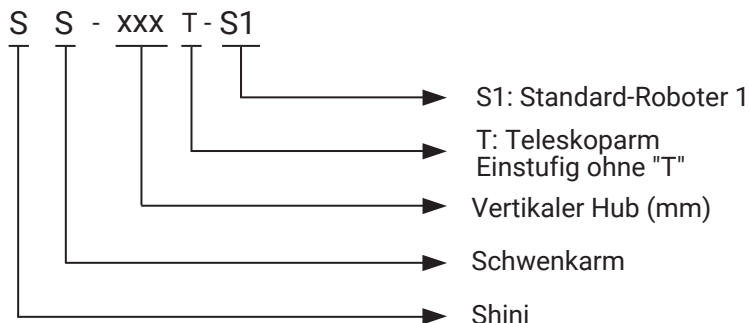 S S - xxx T - S1
S1: Standard-Roboter 1
T: Teleskoparm
Einstufig ohne "T"
Vertikaler Hub (mm)
Schwenkarm
Shini